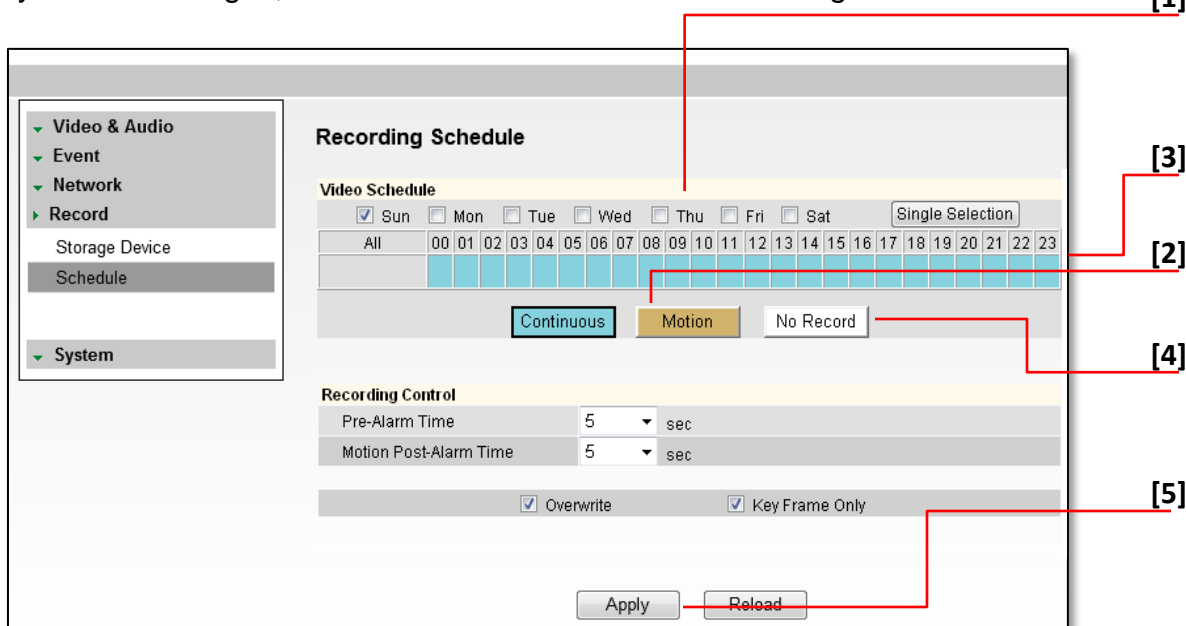 [1]
Video & Audio
Event
Network
Record
Storage Device
Schedule
System
Recording Schedule
Video Schedule
Sun Mon Tue Wed Thu Fri Sat Single Selection
All 00 01 02 03 04 05 06 07 08 09 10 11 12 13 14 15 16 17 18 19 20 21 22 23
Continuous Motion No Record
Recording Control
Pre-Alarm Time 5 sec
Motion Post-Alarm Time 5 sec
Overwrite Key Frame Only
Apply Reload
[3]
[2]
[4]
[5]